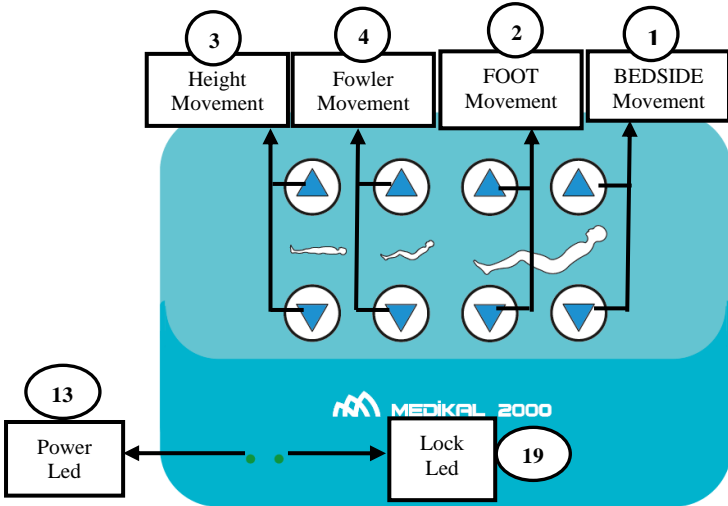 3
Height
Movement
4
Fowler
Movement
2
FOOT
Movement
1
BEDSIDE
Movement
MEDİKAL 2000
13
Power
Led
Lock
Led
19